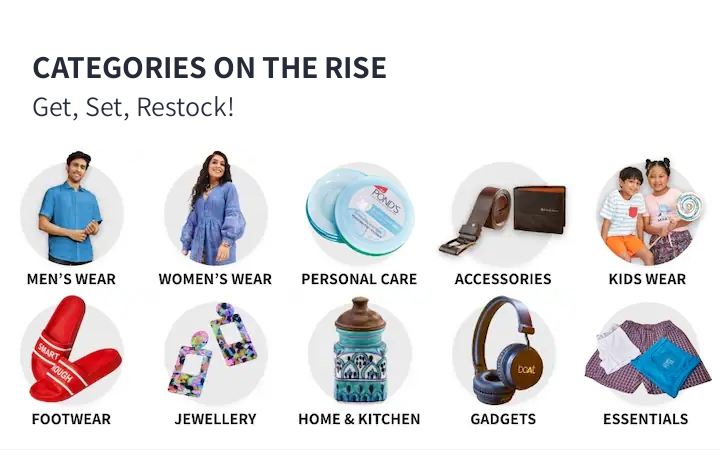 CATEGORIES ON THE RISE
Get, Set, Restock!
POND'S
SMART
ROUGH
boAt
MEN'S WEAR
WOMEN'S WEAR
PERSONAL CARE
ACCESSORIES
KIDS WEAR
FOOTWEAR
JEWELLERY
HOME & KITCHEN
GADGETS
ESSENTIALS